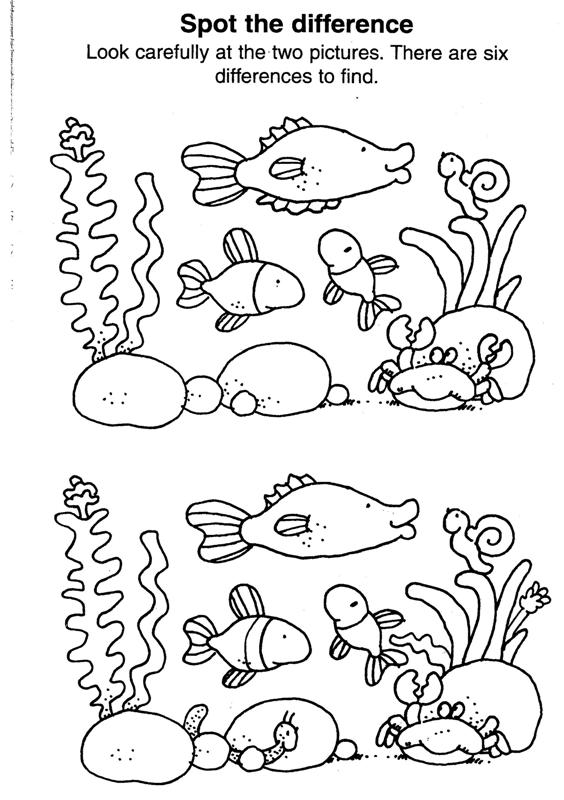 Spot the difference
Look carefully at the two pictures. There are six
differences to find.